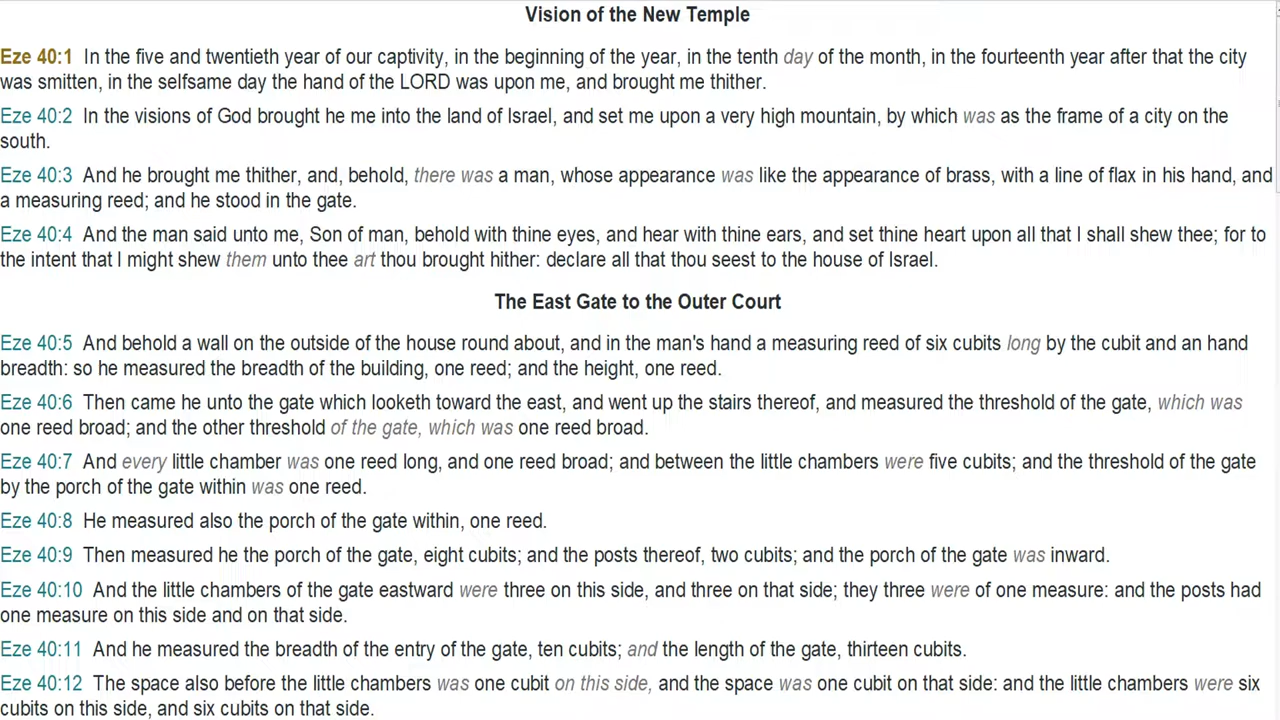 Vision of the New Temple
Eze 40:1 In the five and twentieth year of our captivity, in the beginning of the year, in the tenth day of the month, in the fourteenth year after that the city
was smitten, in the selfsame day the hand of the LORD was upon me, and brought me thither.
Eze 40:2 In the visions of God brought he me into the land of Israel, and set me upon a very high mountain, by which was as the frame of a city on the
south.
Eze 40:3 And he brought me thither, and, behold, there was a man, whose appearance was like the appearance of brass, with a line of flax in his hand, and
a measuring reed; and he stood in the gate.
Eze 40:4 And the man said unto me, Son of man, behold with thine eyes, and hear with thine ears, and set thine heart upon all that I shall shew thee; for to
the intent that I might shew them unto thee art thou brought hither: declare all that thou seest to the house of Israel.
The East Gate to the Outer Court
Eze 40:5 And behold a wall on the outside of the house round about, and in the man's hand a measuring reed of six cubits long by the cubit and an hand
breadth: so he measured the breadth of the building, one reed; and the height, one reed.
Eze 40:6 Then came he unto the gate which looketh toward the east, and went up the stairs thereof, and measured the threshold of the gate, which was
one reed broad; and the other threshold of the gate, which was one reed broad.
Eze 40:7 And every little chamber was one reed long, and one reed broad; and between the little chambers were five cubits; and the threshold of the gate
by the porch of the gate within was one reed.
Eze 40:8 He measured also the porch of the gate within, one reed.
Eze 40:9 Then measured he the porch of the gate, eight cubits; and the posts thereof, two cubits; and the porch of the gate was inward.
Eze 40:10 And the little chambers of the gate eastward were three on this side, and three on that side; they three were of one measure: and the posts had
one measure on this side and on that side.
Eze 40:11 And he measured the breadth of the entry of the gate, ten cubits; and the length of the gate, thirteen cubits.
Eze 40:12 The space also before the little chambers was one cubit on this side, and the space was one cubit on that side: and the little chambers were six
cubits on this side, and six cubits on that side.